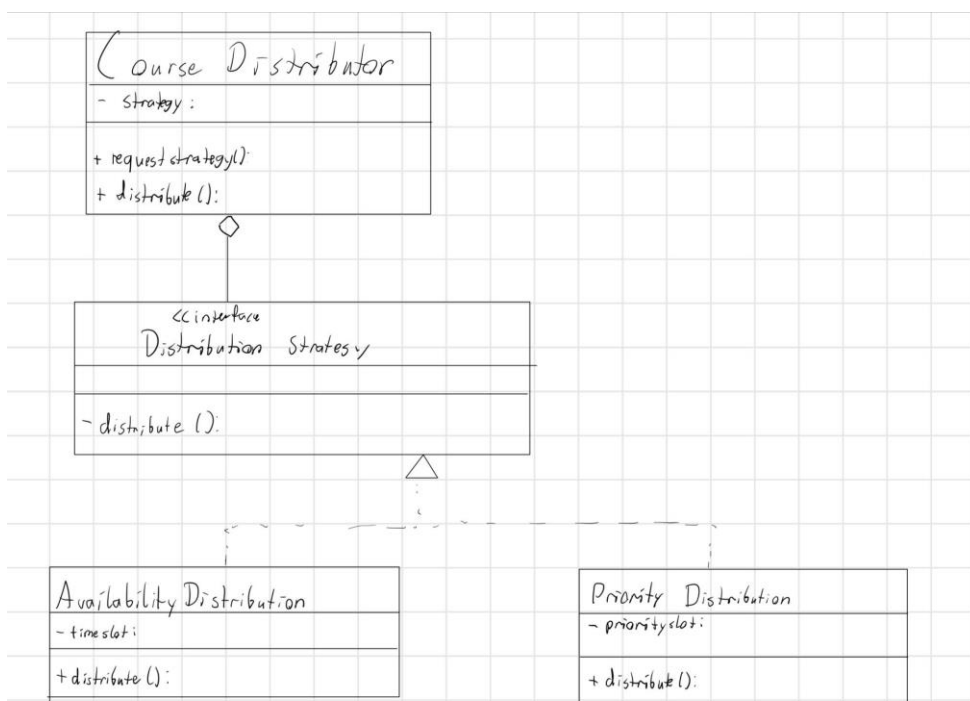 Course Distributor
- strategy:
+ requeststrategy():
+ distribute():
<<interface
Distribution Strategy
- distribute():
Availability Distribution
- timeslot:
+ distribute():
Priority Distribution
- priorityslot:
+ distribute():